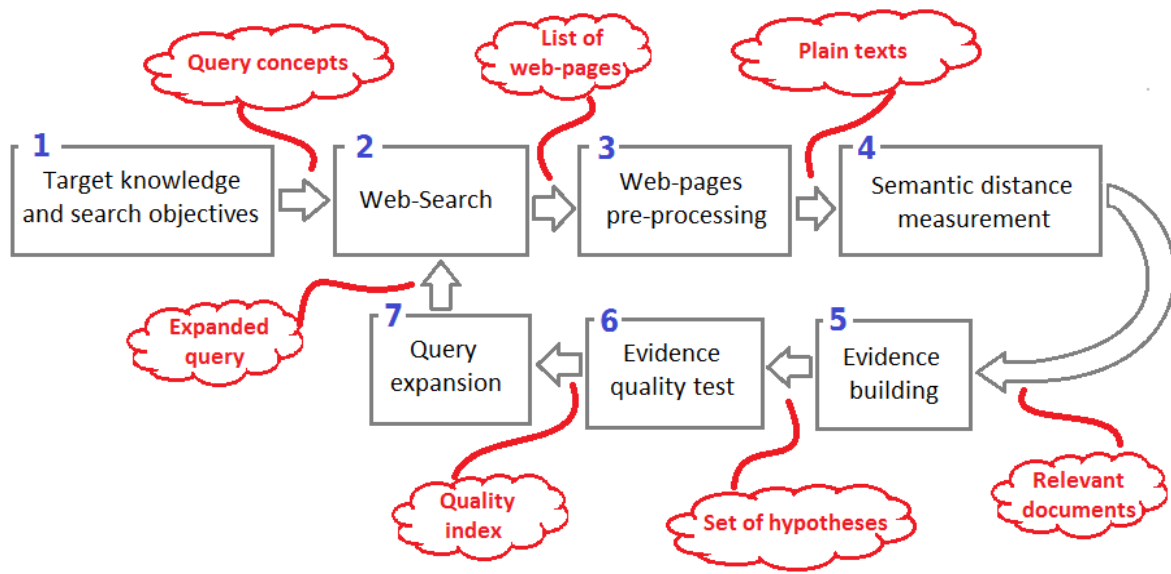 Query concepts
List of
web-pages
Plain texts
1
Target knowledge
and search objectives
2
Web-Search
3
Web-pages
pre-processing
4
Semantic distance
measurement
Expanded
query
7
Query
expansion
6
Evidence
quality test
5
Evidence
building
Quality
index
Set of hypotheses
Relevant
documents